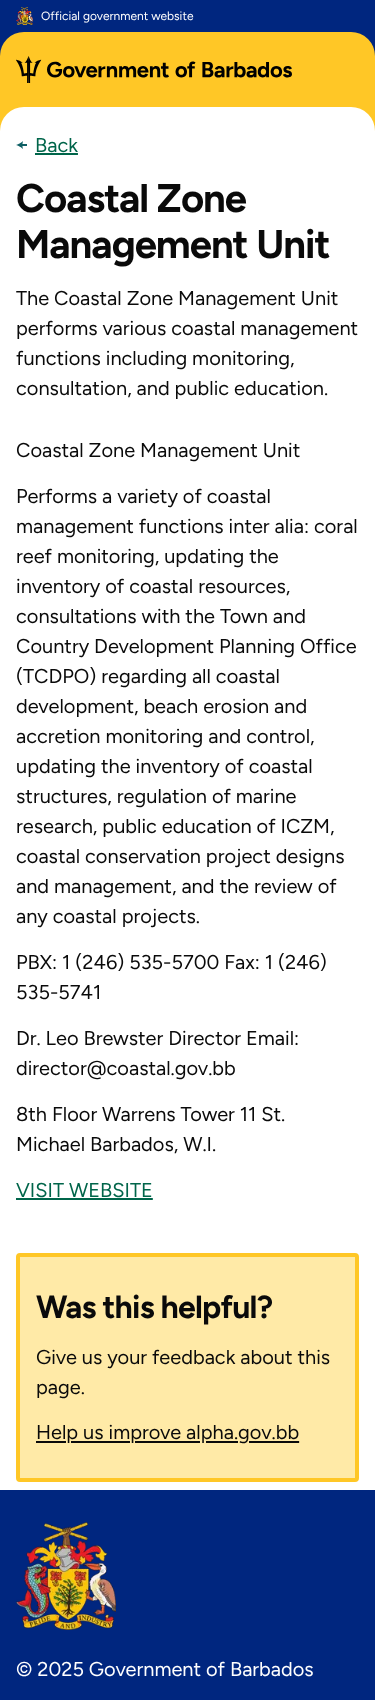 Official government website
Government of Barbados
Back
Coastal Zone
Management Unit
The Coastal Zone Management Unit
performs various coastal management
functions including monitoring,
consultation, and public education.
Coastal Zone Management Unit
Performs a variety of coastal
management functions inter alia: coral
reef monitoring, updating the
inventory of coastal resources,
consultations with the Town and
Country Development Planning Office
(TCDPO) regarding all coastal
development, beach erosion and
accretion monitoring and control,
updating the inventory of coastal
structures, regulation of marine
research, public education of ICZM,
coastal conservation project designs
and management, and the review of
any coastal projects.
PBX: 1 (246) 535-5700 Fax: 1 (246)
535-5741
Dr. Leo Brewster Director Email:
director@coastal.gov.bb
8th Floor Warrens Tower 11 St.
Michael Barbados, W.I.
VISIT WEBSITE
Was this helpful?
Give us your feedback about this
page.
Help us improve alpha.gov.bb
PRIDE AND INDUSTRY
© 2025 Government of Barbados